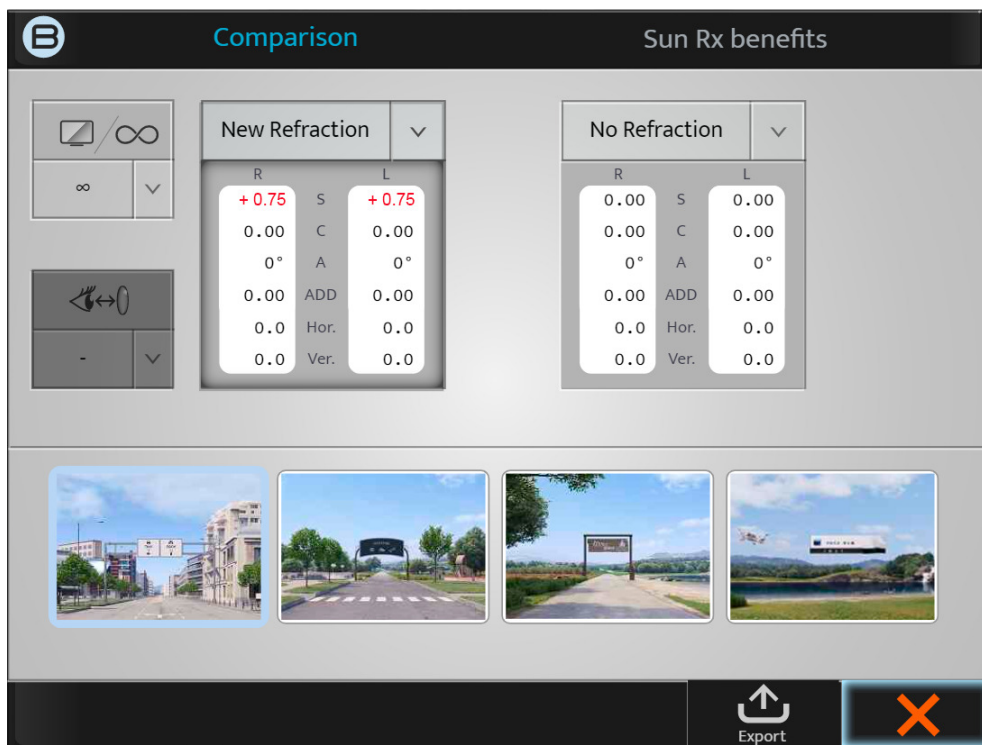 B Comparison Sun Rx benefits
New Refraction No Refraction
∞
R L R L
+ 0.75 S + 0.75 0.00 S 0.00
0.00 C 0.00 0.00 C 0.00
0° A 0° 0° A 0°
0.00 ADD 0.00 0.00 ADD 0.00
0.0 Hor. 0.0 0.0 Hor. 0.0
- 0.0 Ver. 0.0 0.0 Ver. 0.0
Export